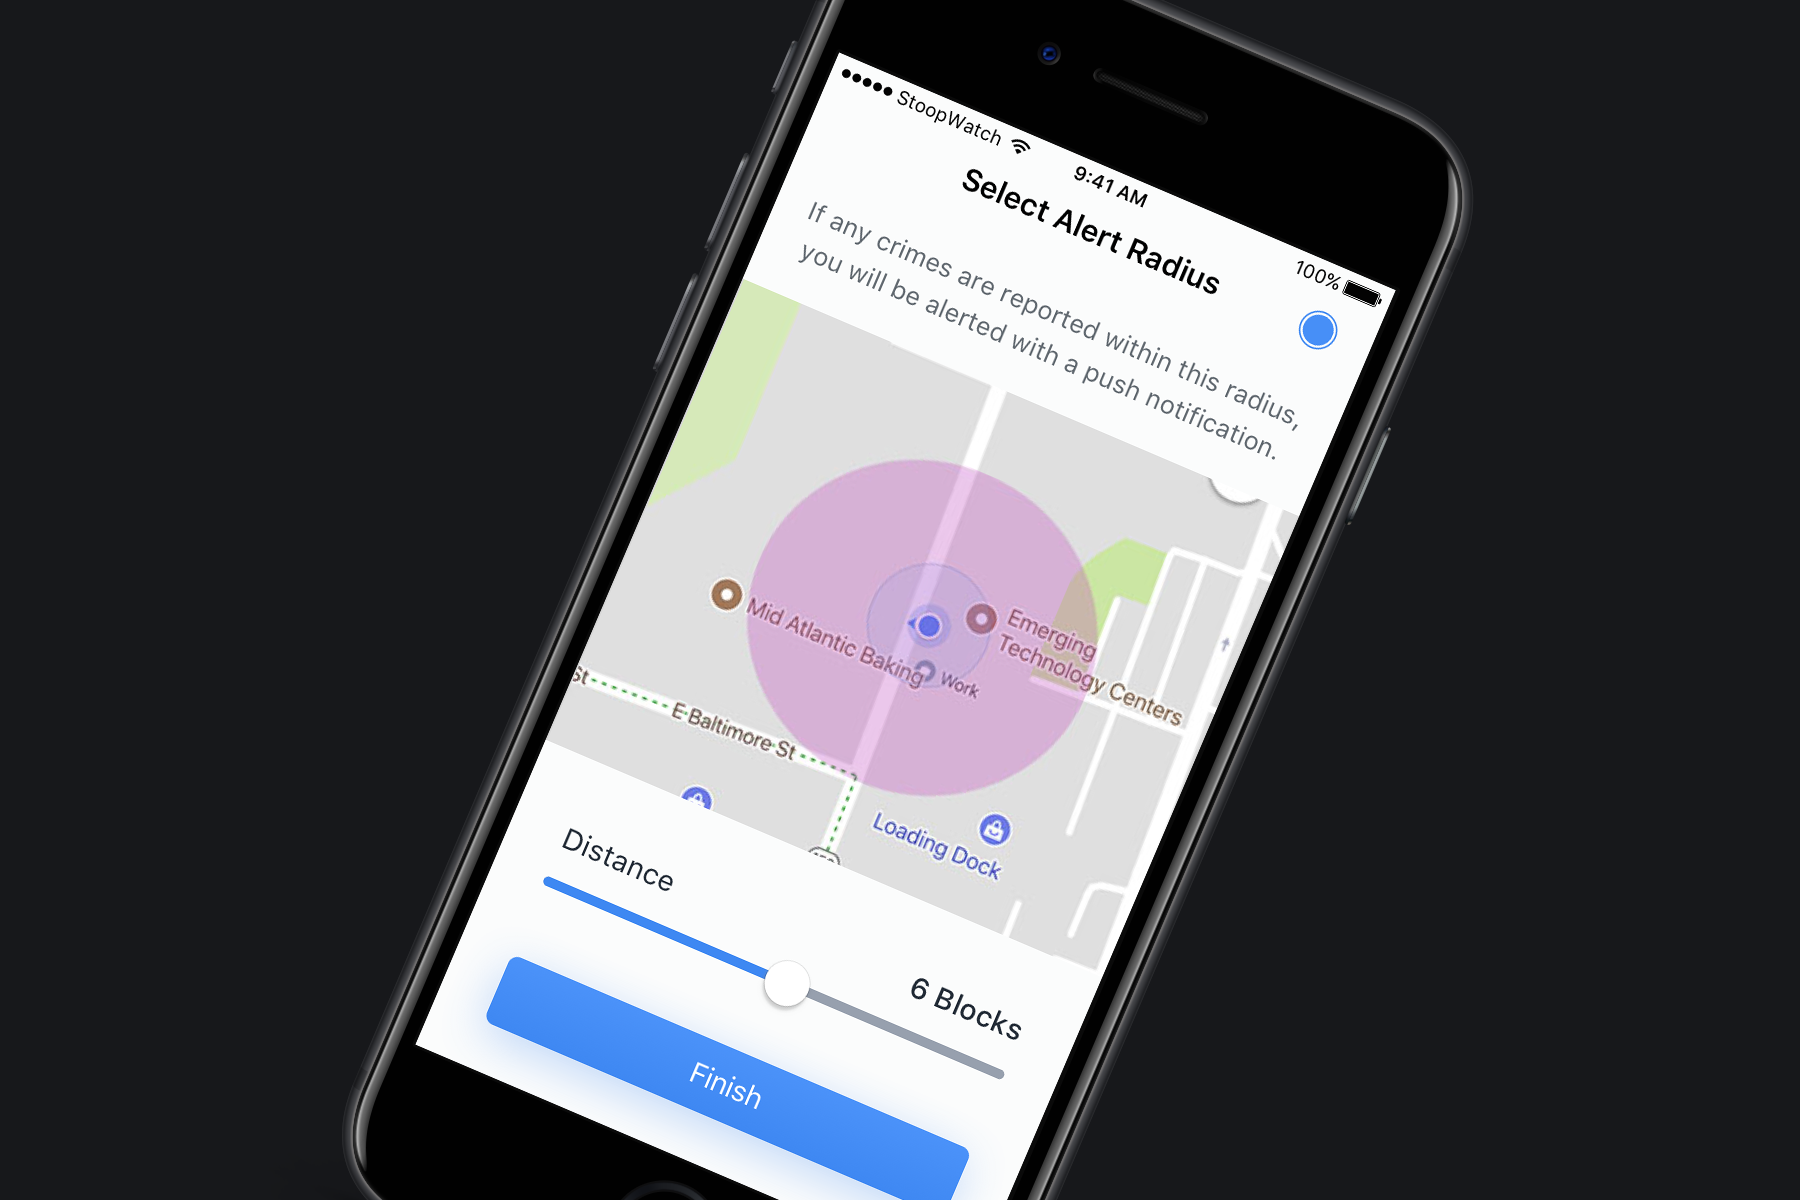 StoopWatch
9:41 AM
100%
Select Alert Radius
If any crimes are reported within this radius,
you will be alerted with a push notification.
Mid Atlantic Baking
Emerging
Technology Centers
Work
St
E Baltimore St
Loading Dock
Distance
6 Blocks
Finish